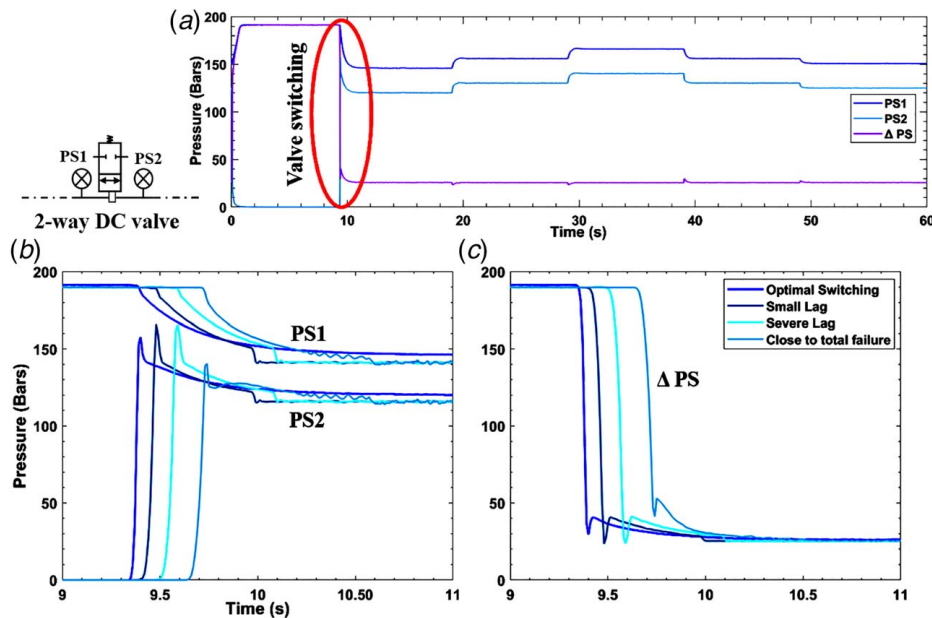 (a)
200
150
100
50
0
Pressure (Bars)
Valve switching
PS1
PS2
Δ PS
0
10
20
30
40
50
60
Time (s)
PS1
PS2
2-way DC valve
(b)
200
150
100
50
0
Pressure (Bars)
PS1
PS2
9
9.5
10
10.50
11
Time (s)
(c)
200
150
100
50
0
Optimal Switching
Small Lag
Severe Lag
Close to total failure
Δ PS
9
9.5
10
10.50
11